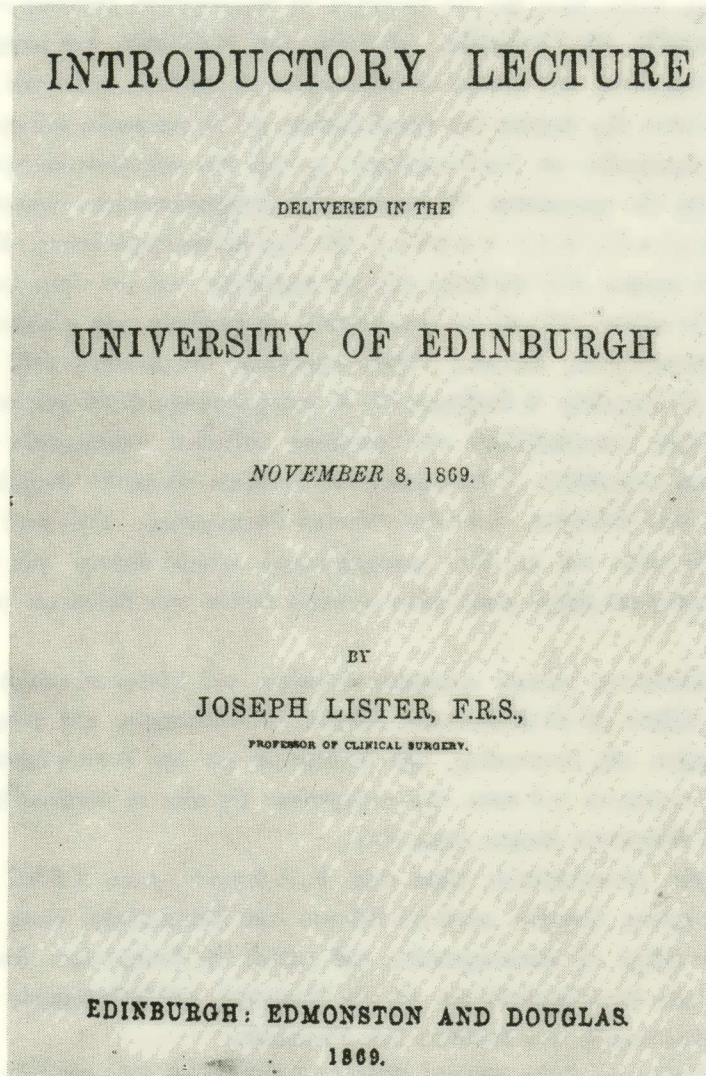 INTRODUCTORY LECTURE
DELIVERED IN THE
UNIVERSITY OF EDINBURGH
NOVEMBER 8, 1869.
BY
JOSEPH LISTER, F.R.S.,
PROFESSOR OF CLINICAL SURGERY.
EDINBURGH: EDMONSTON AND DOUGLAS.
1869.